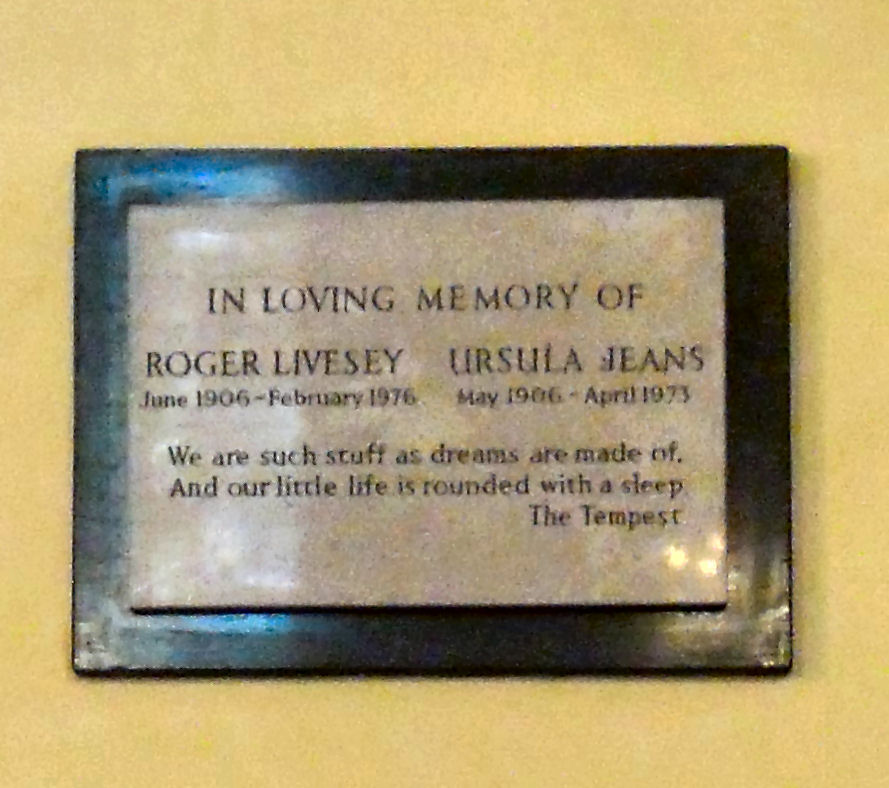 IN LOVING MEMORY OF
ROGER LIVESEY URSULA JEANS
June 1906 - February 1976 May 1906 - April 1973
We are such stuff as dreams are made of,
And our little life is rounded with a sleep
The Tempest